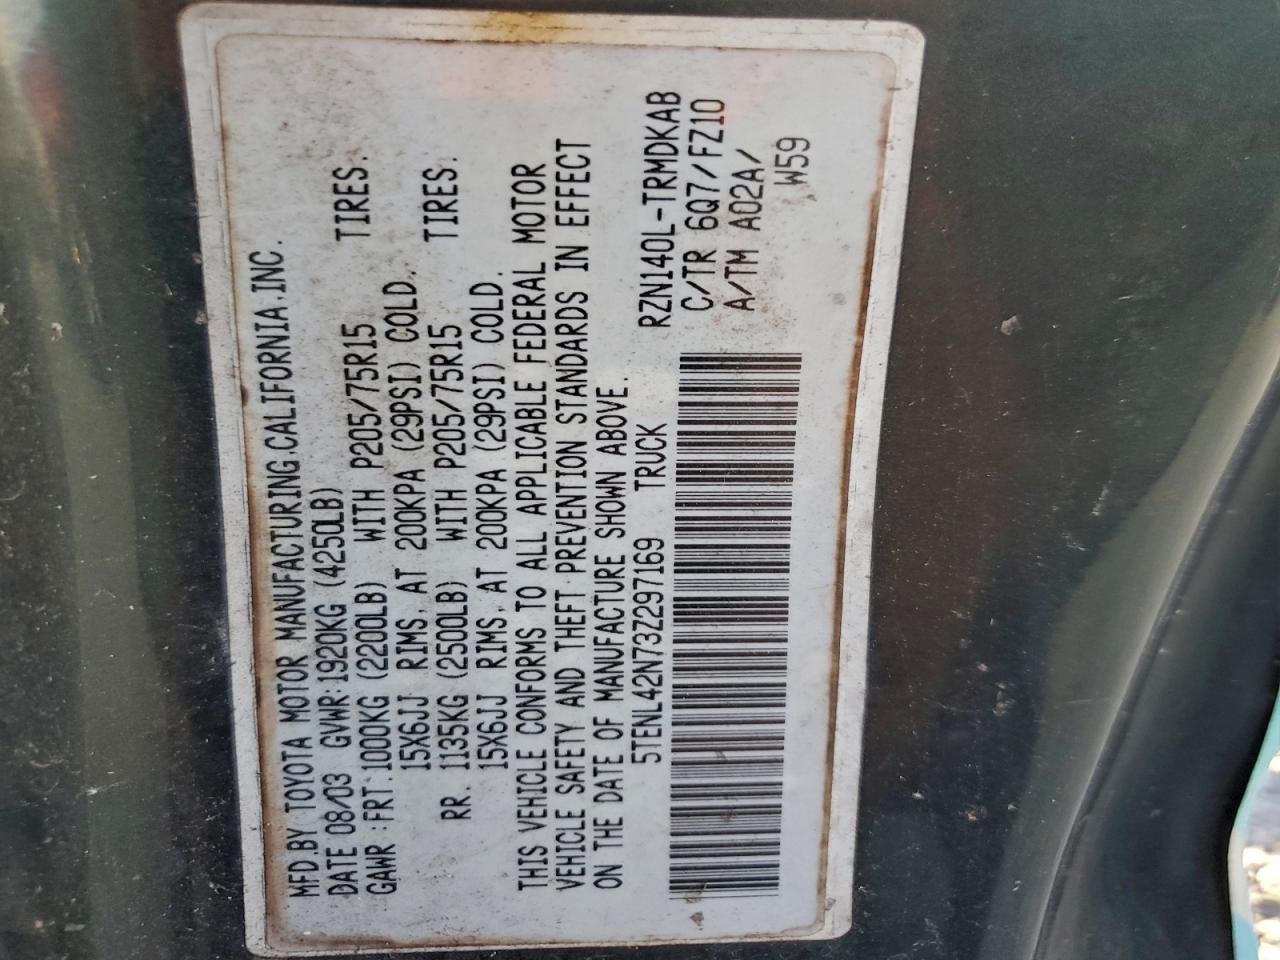 MFD.BY TOYOTA MOTOR MANUFACTURING.CALIFORNIA.INC.
DATE 08/03 GVWR:1920KG (4250LB)
GAWR :FRT.1000KG (2200LB) WITH P205/75R15 TIRES.
15X6JJ RIMS, AT 200KPA (29PSI) COLD.
RR. 1135KG (2500LB) WITH P205/75R15 TIRES.
15X6JJ RIMS, AT 200KPA (29PSI) COLD.
THIS VEHICLE CONFORMS TO ALL APPLICABLE FEDERAL MOTOR
VEHICLE SAFETY AND THEFT PREVENTION STANDARDS IN EFFECT
ON THE DATE OF MANUFACTURE SHOWN ABOVE.
5TENL42N73Z297169 TRUCK
RZN140L-TRMDKAB
C/TR 6Q7/FZ10
A/TM A02A/
W59